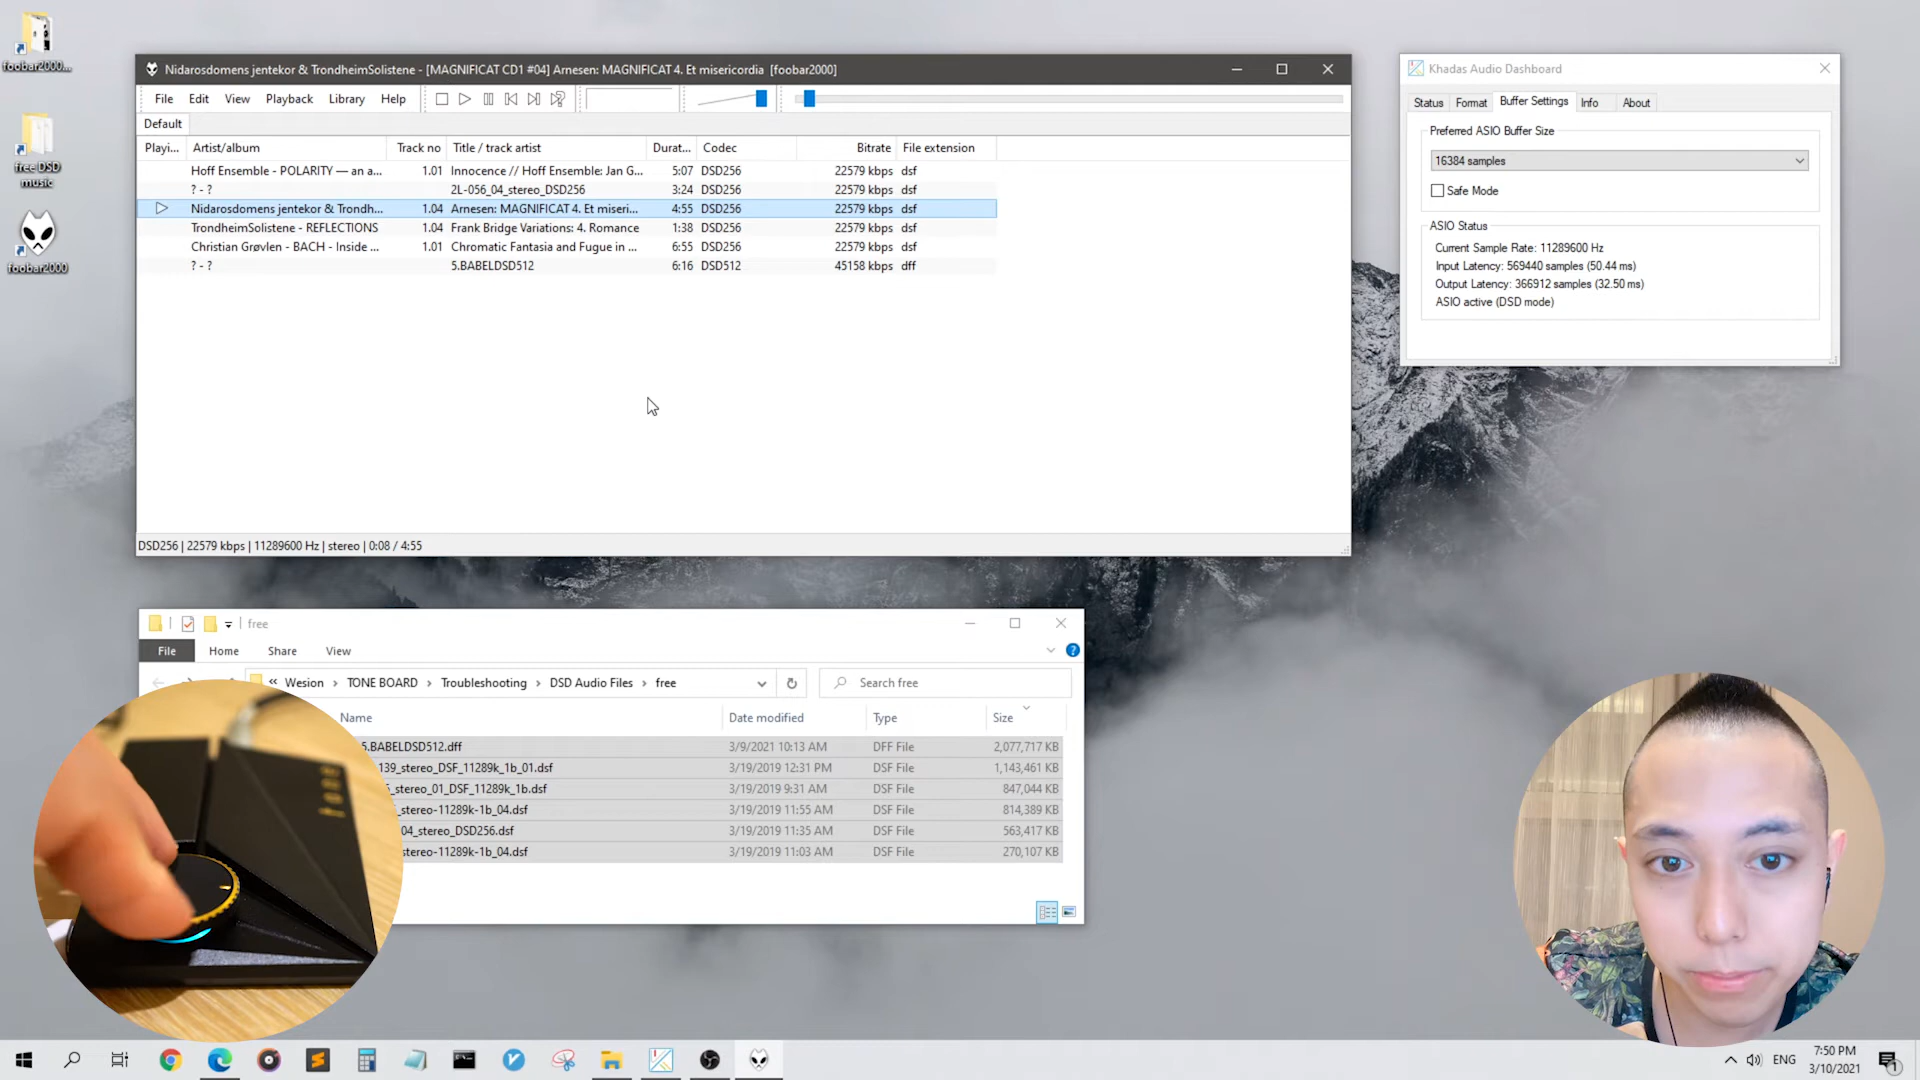 foobar2000...
free DSD
music
foobar2000
Nidarosdomens jentekor & TrondheimSolistene - [MAGNIFICAT CD1 #04] Arnesen: MAGNIFICAT 4. Et misericordia [foobar2000]
File Edit View Playback Library Help
Default
Playi... Artist/album Track no Title / track artist Durat... Codec Bitrate File extension
Hoff Ensemble - POLARITY — an a... 1.01 Innocence // Hoff Ensemble: Jan G... 5:07 DSD256 22579 kbps dsf
? - ? 2L-056_04_stereo_DSD256 3:24 DSD256 22579 kbps dsf
Nidarosdomens jentekor & Trondh... 1.04 Arnesen: MAGNIFICAT 4. Et miseri... 4:55 DSD256 22579 kbps dsf
TrondheimSolistene - REFLECTIONS 1.04 Frank Bridge Variations: 4. Romance 1:38 DSD256 22579 kbps dsf
Christian Grøvlen - BACH - Inside ... 1.01 Chromatic Fantasia and Fugue in ... 6:55 DSD256 22579 kbps dsf
? - ? 5.BABELDSD512 6:16 DSD512 45158 kbps dff
DSD256 | 22579 kbps | 11289600 Hz | stereo | 0:08 / 4:55
Khadas Audio Dashboard
Status Format Buffer Settings Info About
Preferred ASIO Buffer Size
16384 samples
Safe Mode
ASIO Status
Current Sample Rate: 11289600 Hz
Input Latency: 569440 samples (50.44 ms)
Output Latency: 366912 samples (32.50 ms)
ASIO active (DSD mode)
free
File Home Share View
« Wesion › TONE BOARD › Troubleshooting › DSD Audio Files › free
Search free
Name Date modified Type Size
5.BABELDSD512.dff 3/9/2021 10:13 AM DFF File 2,077,717 KB
139_stereo_DSF_11289k_1b_01.dsf 3/19/2019 12:31 PM DSF File 1,143,461 KB
_stereo_01_DSF_11289k_1b.dsf 3/19/2019 9:31 AM DSF File 847,044 KB
_stereo-11289k-1b_04.dsf 3/19/2019 11:55 AM DSF File 814,389 KB
04_stereo_DSD256.dsf 3/19/2019 11:35 AM DSF File 563,417 KB
_stereo-11289k-1b_04.dsf 3/19/2019 11:03 AM DSF File 270,107 KB
tone
ENG
7:50 PM
3/10/2021
1